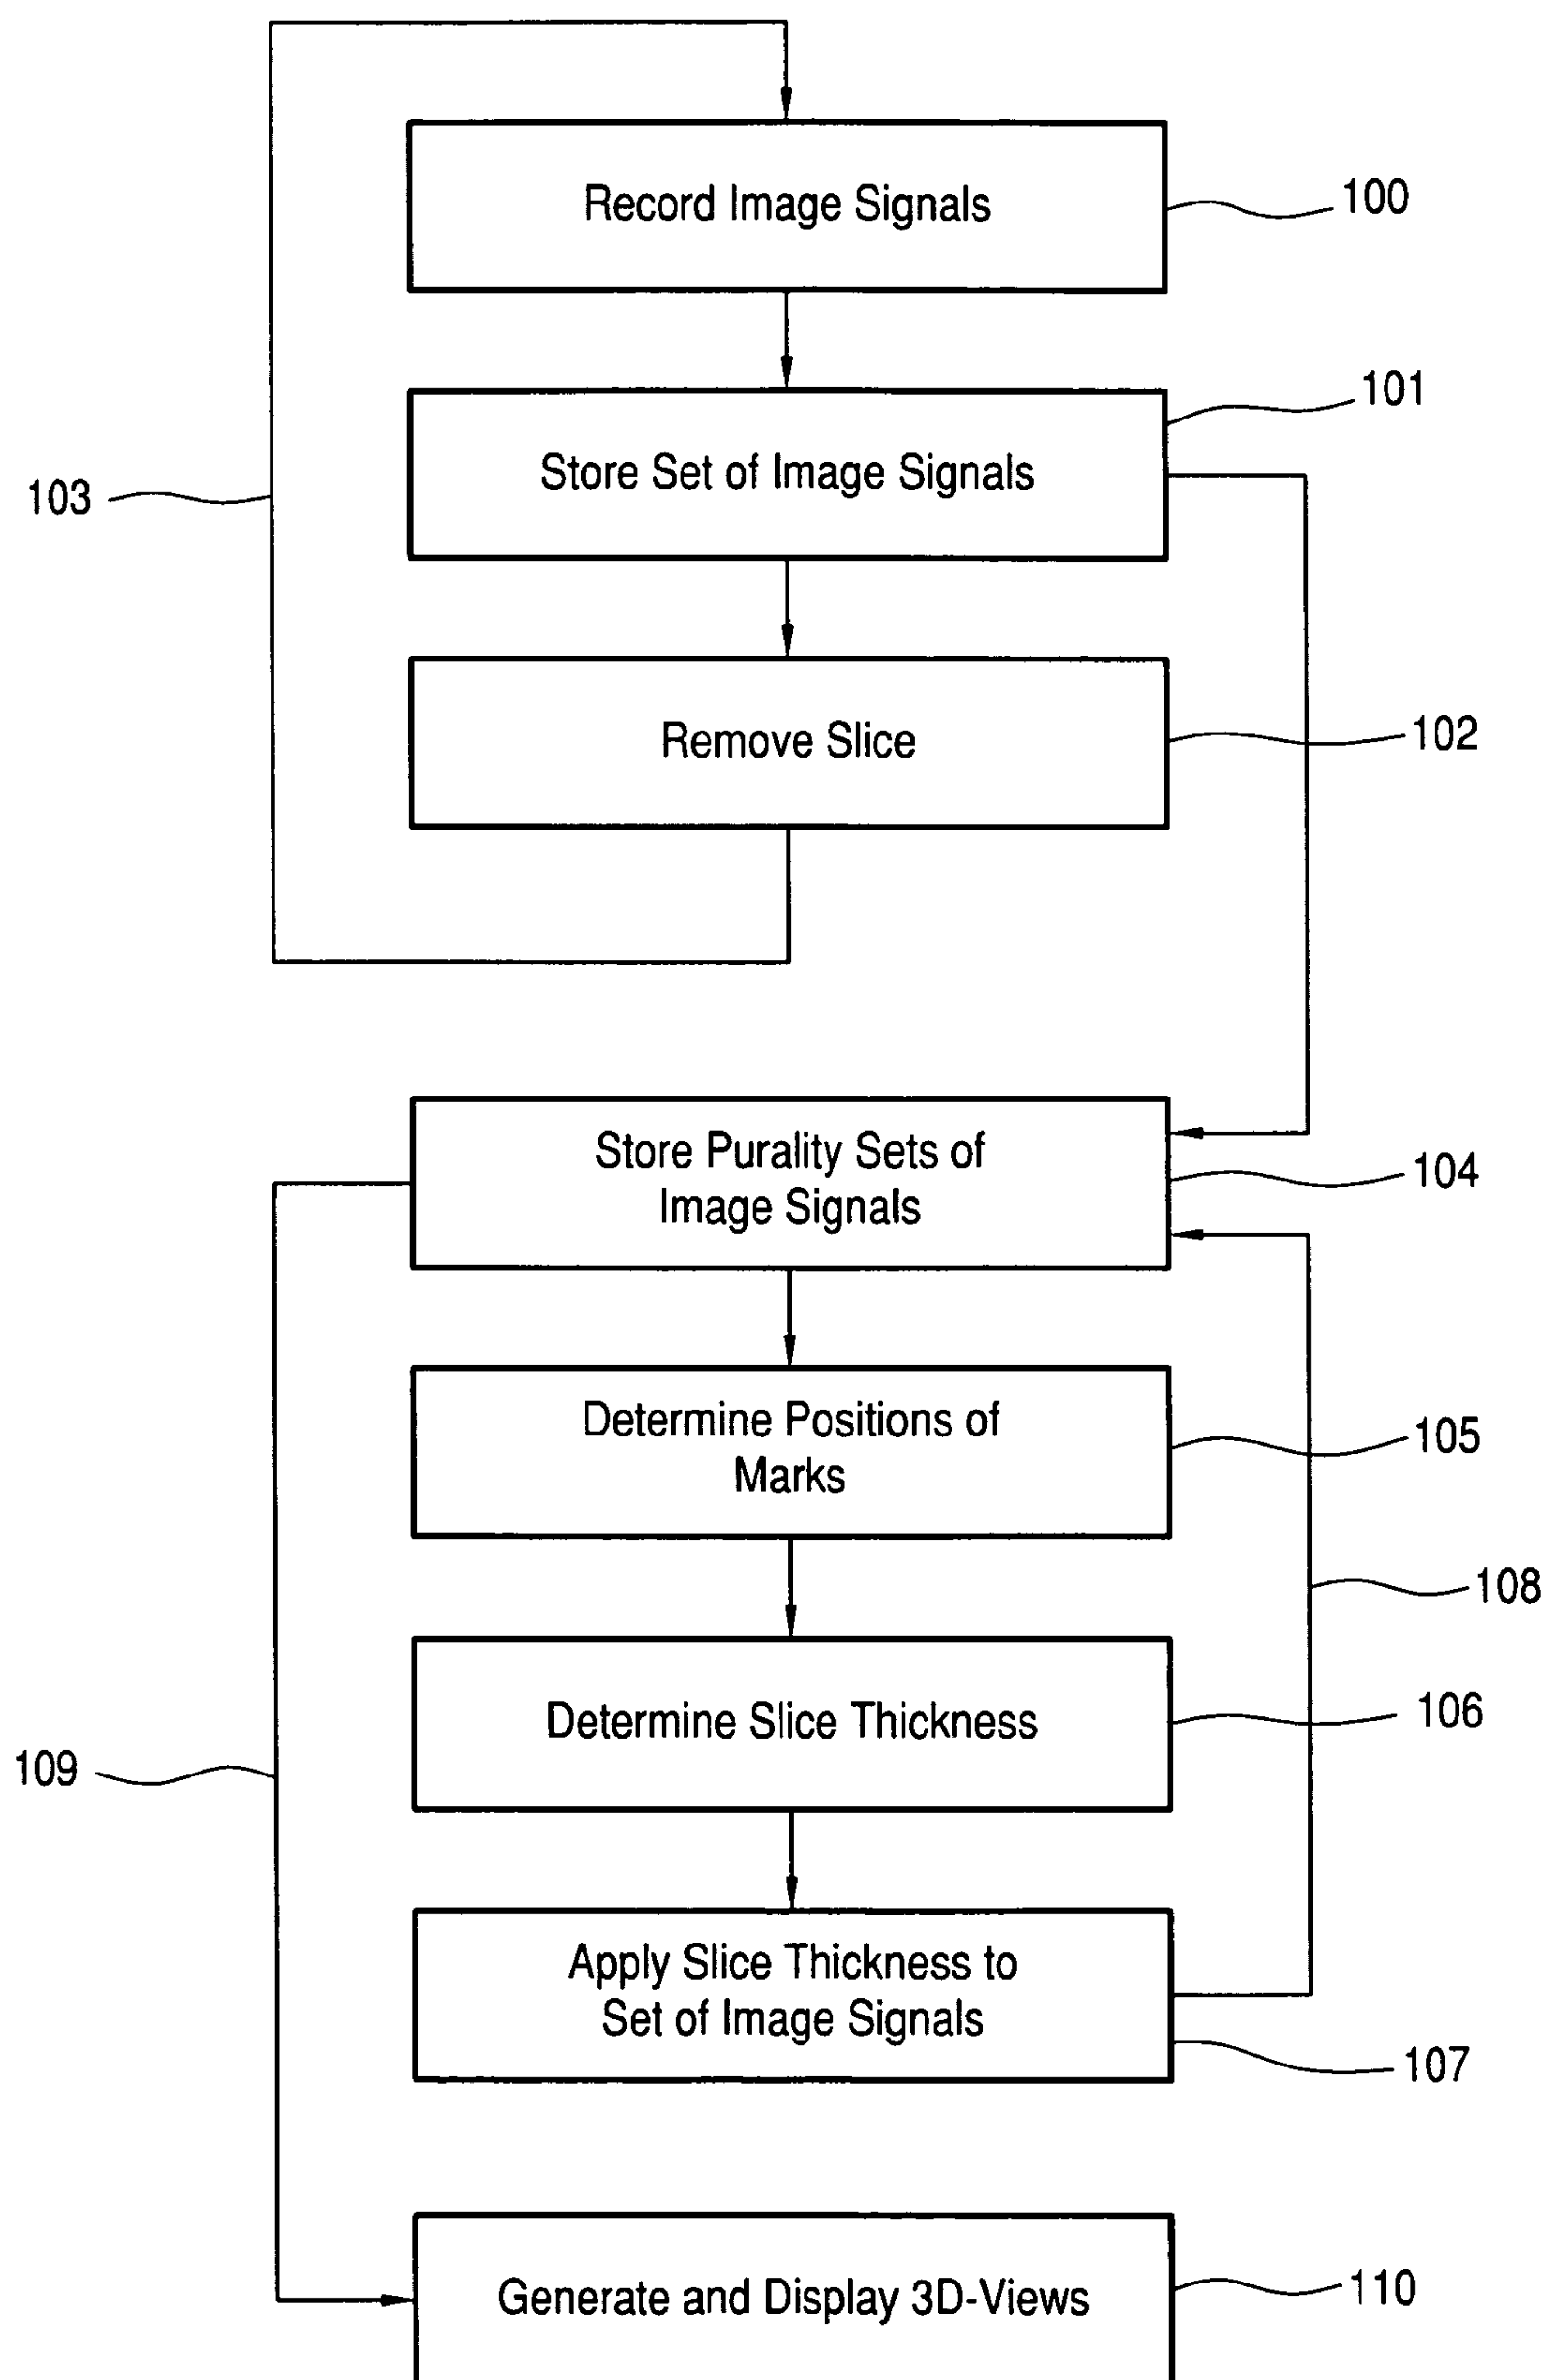 Record Image Signals
100
101
Store Set of Image Signals
103
Remove Slice
102
Store Purality Sets of
Image Signals
104
Determine Positions of
Marks
105
108
Determine Slice Thickness
106
109
Apply Slice Thickness to
Set of Image Signals
107
Generate and Display 3D-Views
110